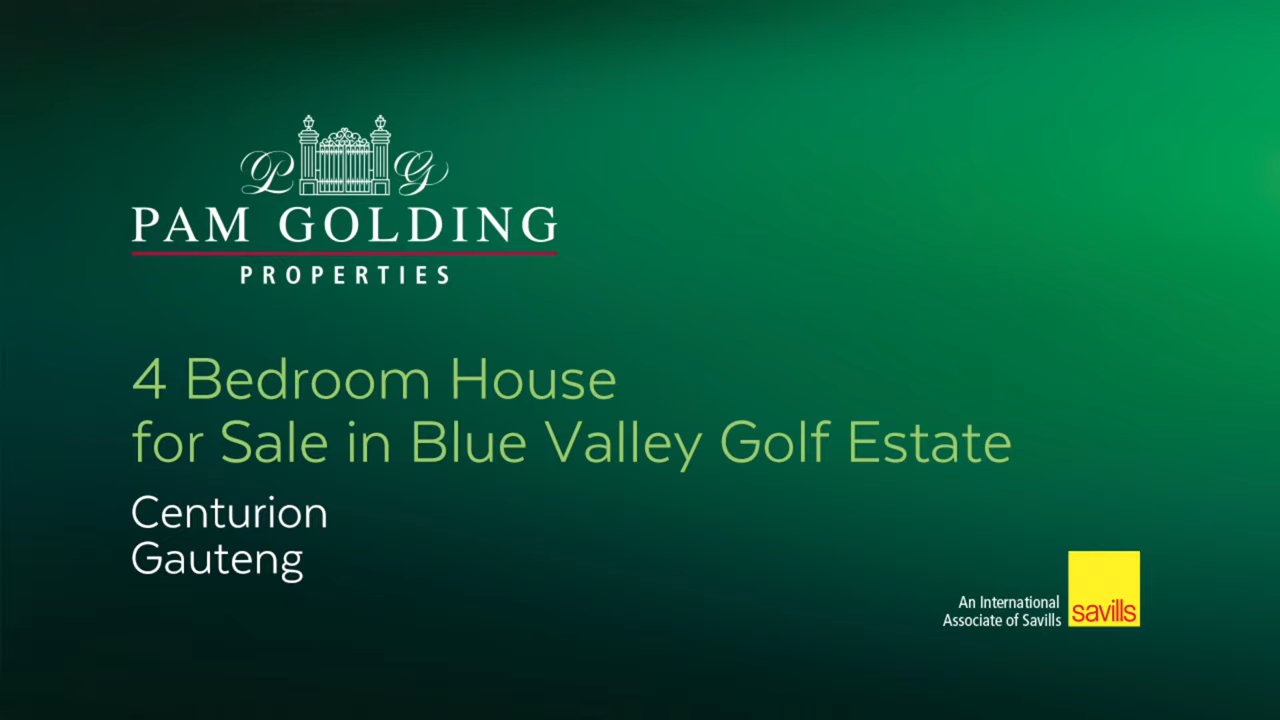 P G
PAM GOLDING
PROPERTIES
4 Bedroom House
for Sale in Blue Valley Golf Estate
Centurion
Gauteng
An International
Associate of Savills
savills